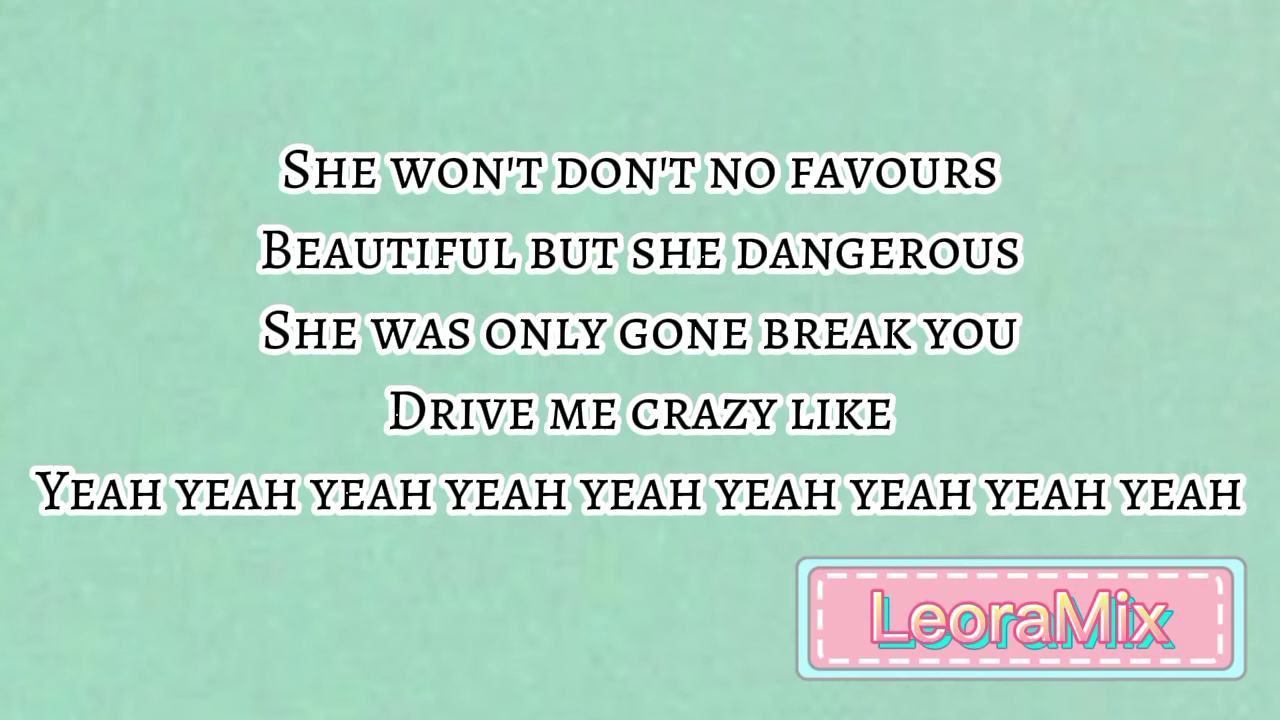 She won't don't no favours
Beautiful but she dangerous
She was only gone break you
Drive me crazy like
Yeah yeah yeah yeah yeah yeah yeah yeah yeah
LeoraMix